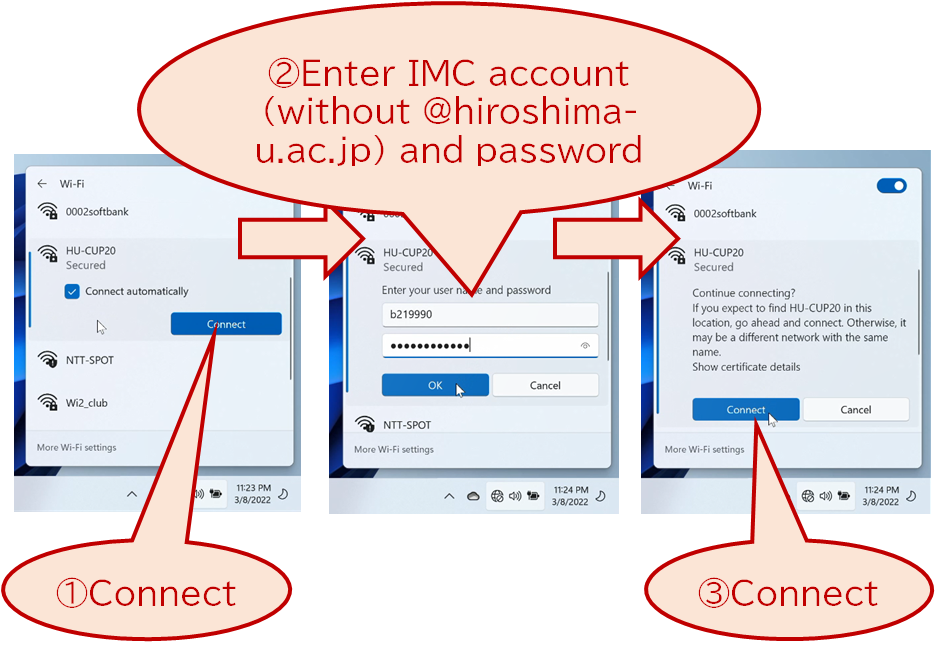 ②Enter IMC account
(without @hiroshima-
u.ac.jp) and password
Wi-Fi
0002softbank
HU-CUP20
Secured
Connect automatically
Connect
NTT-SPOT
Wi2_club
More Wi-Fi settings
11:23 PM
3/8/2022
①Connect
HU-CUP20
Secured
Enter your user name and password
b219990
●●●●●●●●●●●●
OK
Cancel
NTT-SPOT
More Wi-Fi settings
11:24 PM
3/8/2022
Wi-Fi
0002softbank
HU-CUP20
Secured
Continue connecting?
If you expect to find HU-CUP20 in this
location, go ahead and connect. Otherwise, it
may be a different network with the same
name.
Show certificate details
Connect
Cancel
More Wi-Fi settings
11:24 PM
3/8/2022
③Connect